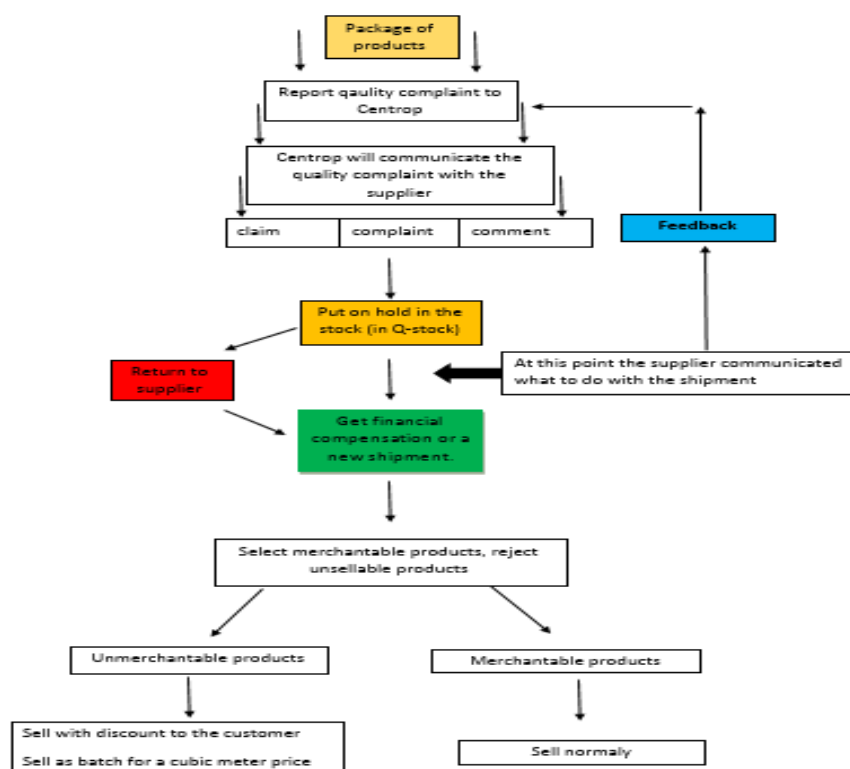 Package of
products
Report qaulity complaint to
Centrop
Centrop will communicate the
quality complaint with the
supplier
claim
complaint
comment
Feedback
Put on hold in the
stock (in Q-stock)
Return to
supplier
At this point the supplier communicated
what to do with the shipment
Get financial
compensation or a
new shipment.
Select merchantable products, reject
unsellable products
Unmerchantable products
Merchantable products
Sell with discount to the customer
Sell as batch for a cubic meter price
Sell normaly